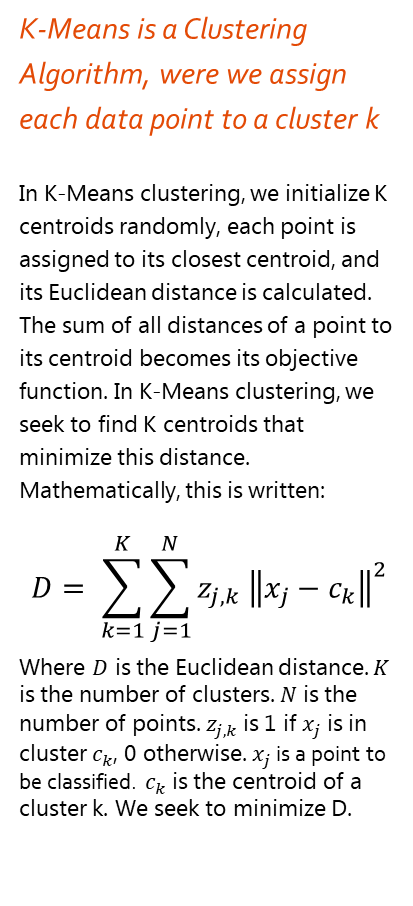 K-Means is a Clustering
Algorithm, were we assign
each data point to a cluster k
In K-Means clustering, we initialize K
centroids randomly, each point is
assigned to its closest centroid, and
its Euclidean distance is calculated.
The sum of all distances of a point to
its centroid becomes its objective
function. In K-Means clustering, we
seek to find K centroids that
minimize this distance.
Mathematically, this is written:
D = ∑_{k=1}^{K} ∑_{j=1}^{N} z_{j,k} ‖x_j − c_k‖^2
Where D is the Euclidean distance. K
is the number of clusters. N is the
number of points. z_{j,k} is 1 if x_j is in
cluster c_k, 0 otherwise. x_j is a point to
be classified. c_k is the centroid of a
cluster k. We seek to minimize D.